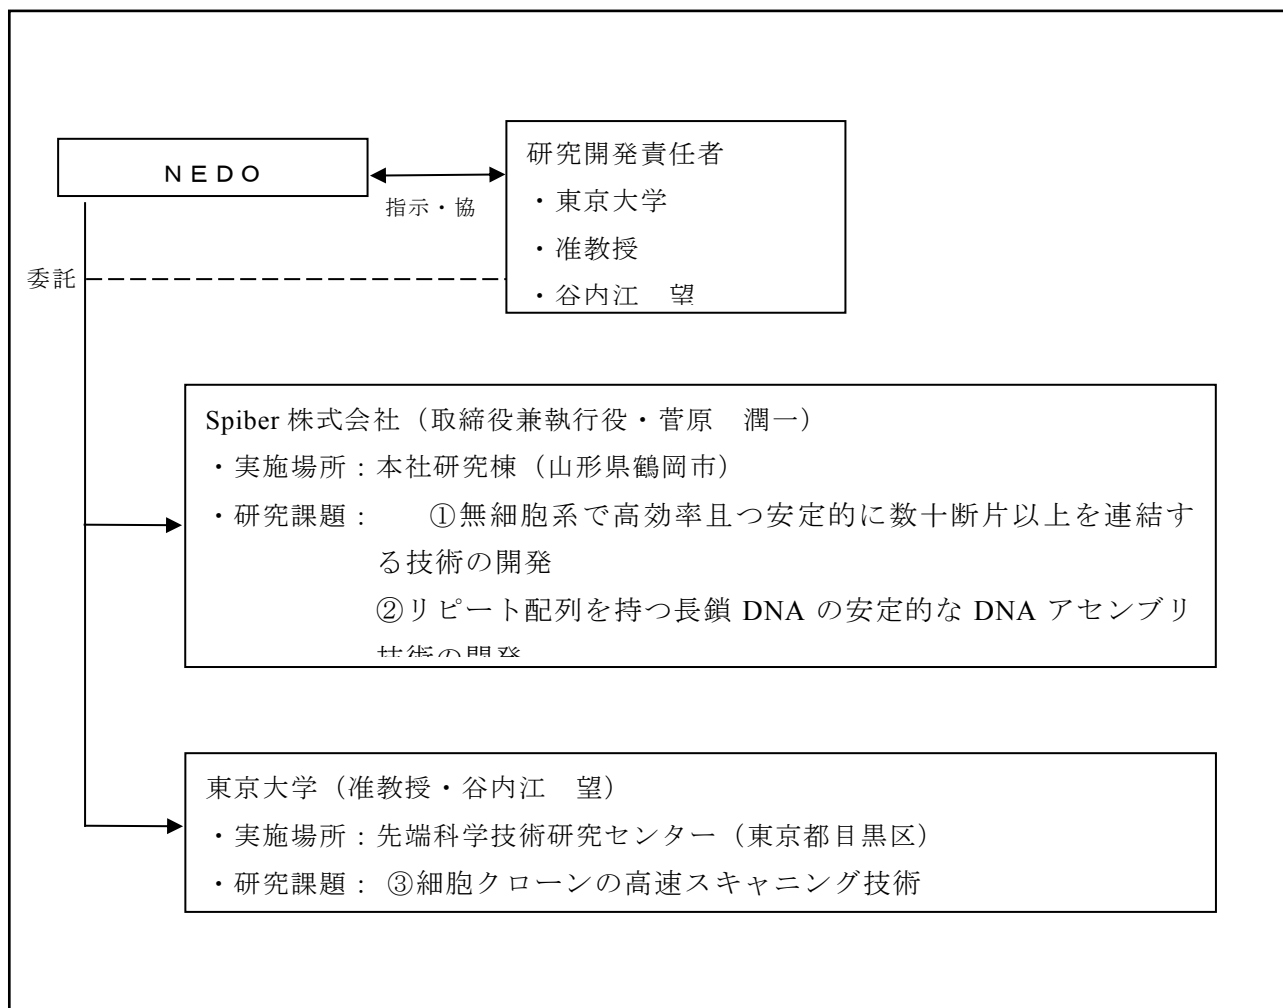 NEDO
指示・協
研究開発責任者
・東京大学
・准教授
・谷内江　望
委託
Spiber 株式会社（取締役兼執行役・菅原　潤一）
・実施場所：本社研究棟（山形県鶴岡市）
・研究課題：　　①無細胞系で高効率且つ安定的に数十断片以上を連結す
る技術の開発
②リピート配列を持つ長鎖 DNA の安定的な DNA アセンブリ
技術の開発
東京大学（准教授・谷内江　望）
・実施場所：先端科学技術研究センター（東京都目黒区）
・研究課題： ③細胞クローンの高速スキャニング技術